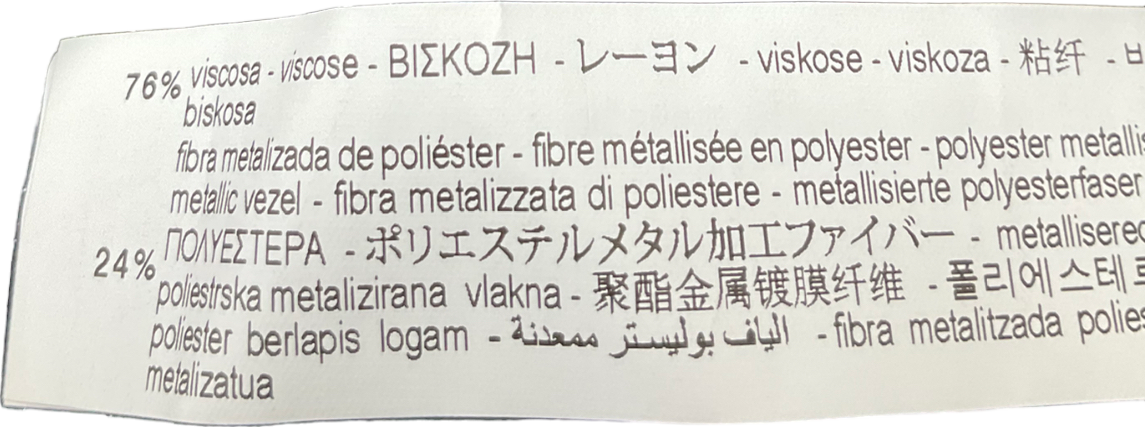 76% viscosa - viscose - ΒΙΣΚΟΖΗ - レーヨン - viskose - viskoza - 粘纤 -
biskosa
fibra metalizada de poliéster - fibre métallisée en polyester - polyester
metallic vezel - fibra metalizzata di poliestere - metallisierte polyesterfaser
24% ΠΟΛΥΕΣΤΕΡΑ - ポリエステルメタル加工ファイバー -
poliestrska metalizirana vlakna - 聚酯金属镀膜纤维 - 폴리에스테
poliester berlapis logam - الياف بوليستر ممعدنة - fibra metalitzada
metalizatua